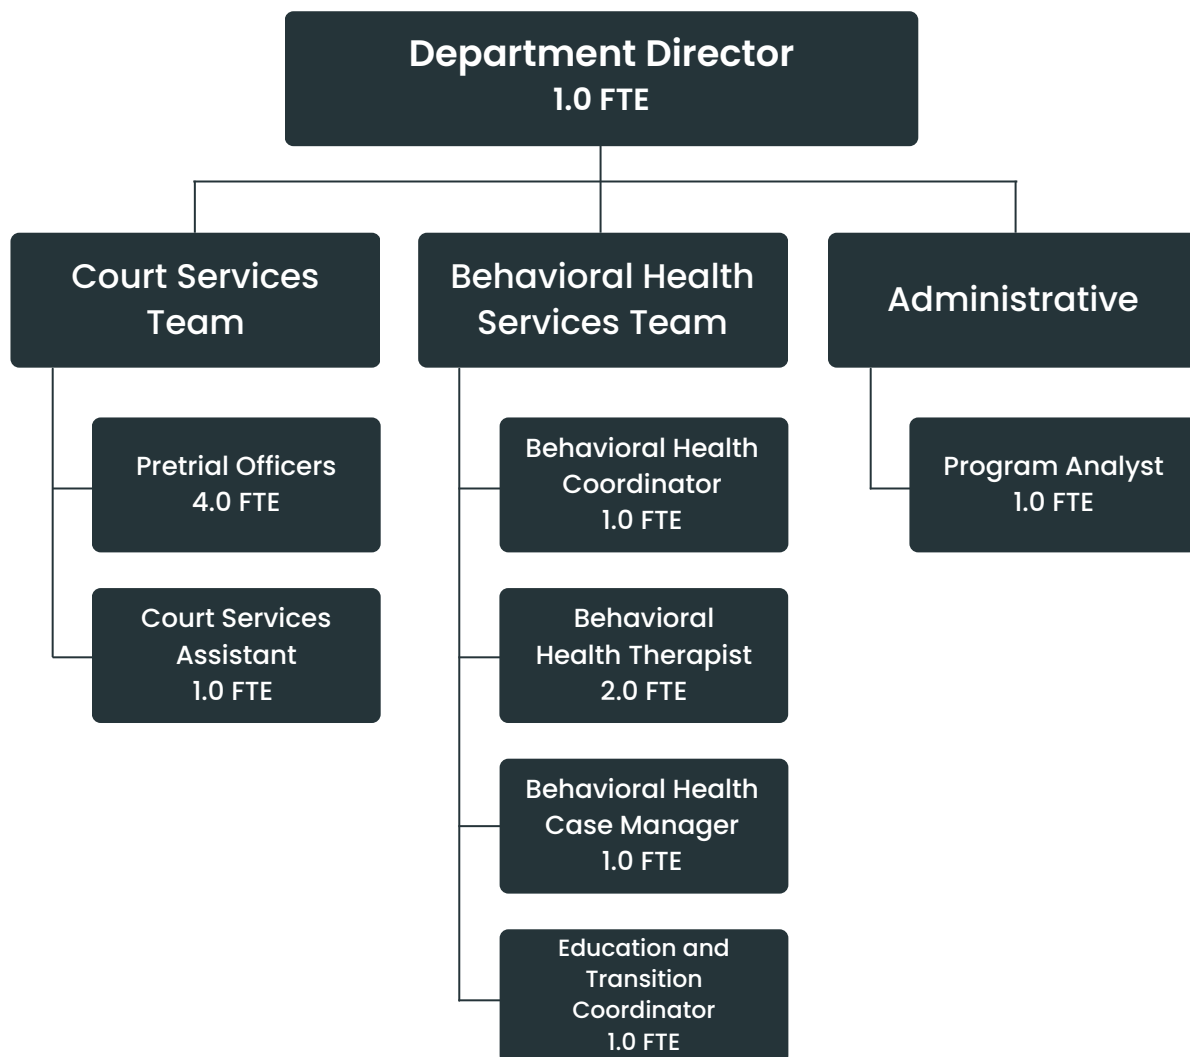 Department Director
1.0 FTE
Court Services
Team
Behavioral Health
Services Team
Administrative
Pretrial Officers
4.0 FTE
Behavioral Health
Coordinator
1.0 FTE
Program Analyst
1.0 FTE
Court Services
Assistant
1.0 FTE
Behavioral
Health Therapist
2.0 FTE
Behavioral Health
Case Manager
1.0 FTE
Education and
Transition
Coordinator
1.0 FTE